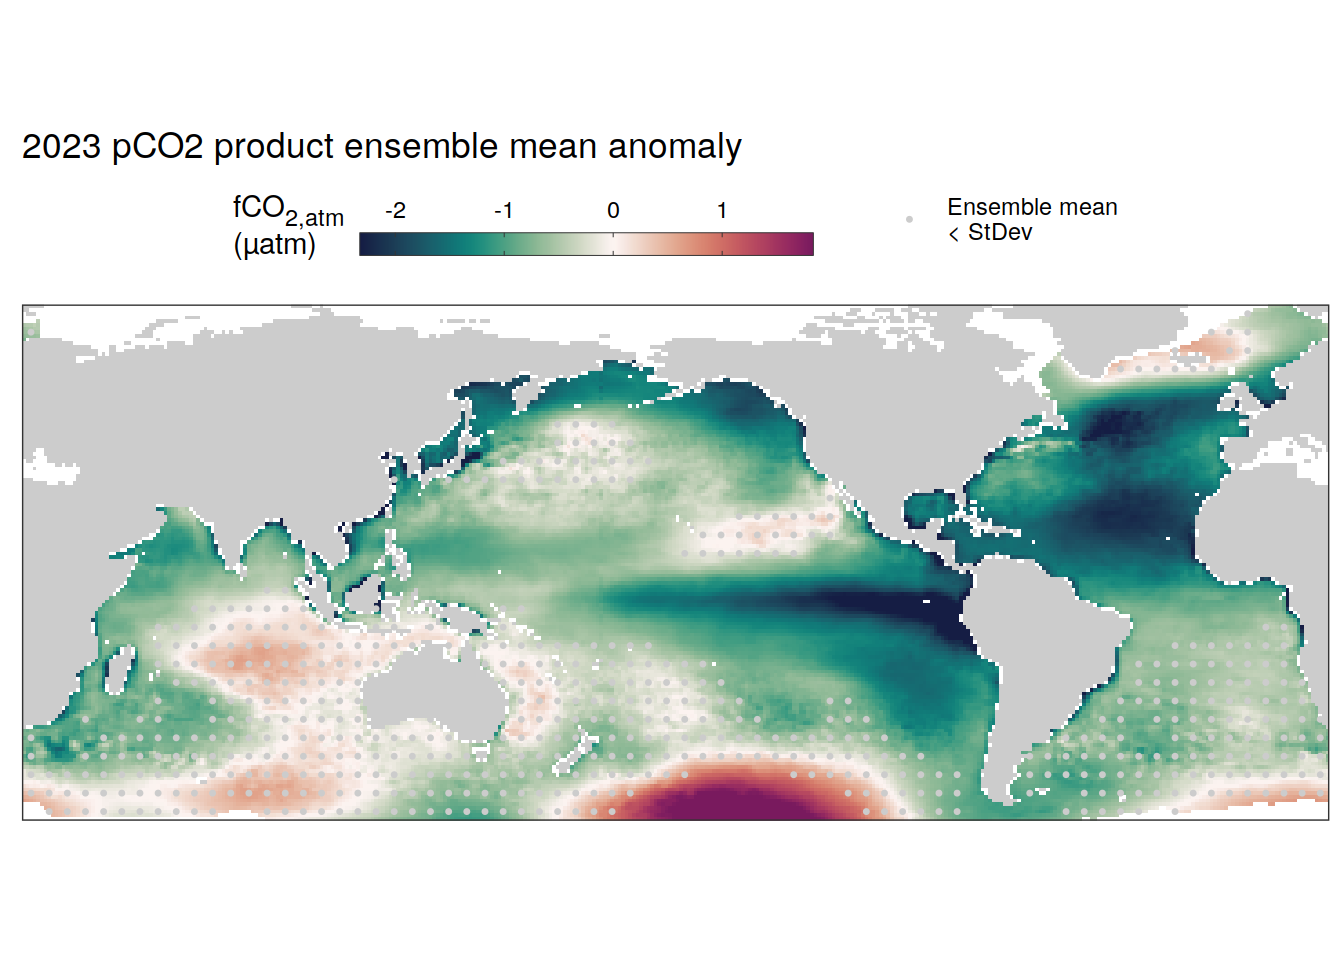 2023 pCO2 product ensemble mean anomaly
fCO2,atm
(µatm)
-2 -1 0 1
Ensemble mean
< StDev